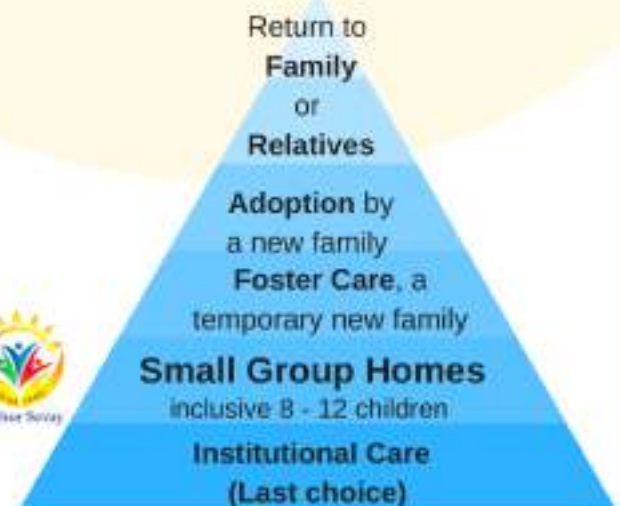 Return to
Family
or
Relatives
Adoption by
a new family
Foster Care, a
temporary new family
Small Group Homes
inclusive 8 - 12 children
Institutional Care
(Last choice)